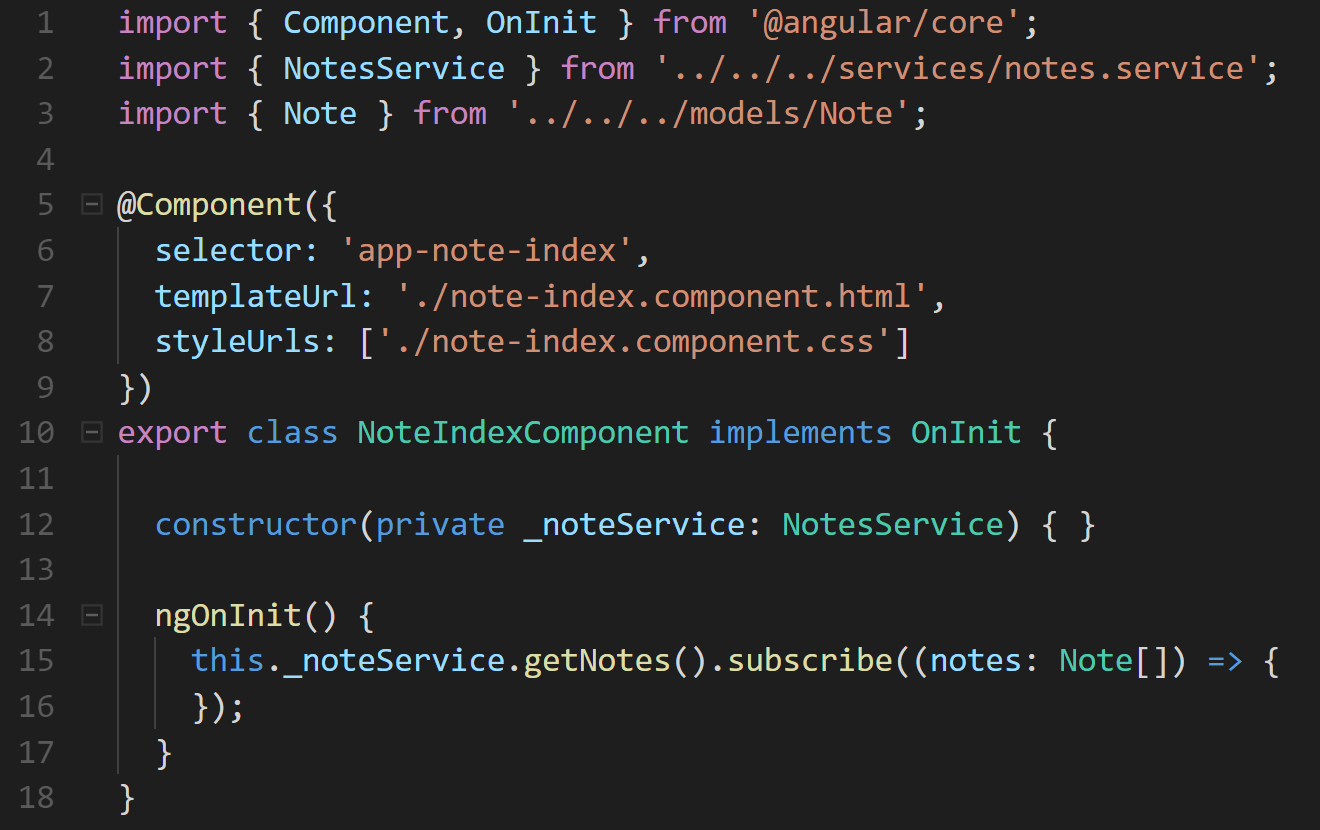 1 import { Component, OnInit } from '@angular/core';
2 import { NotesService } from '../../../services/notes.service';
3 import { Note } from '../../../models/Note';
4
5 @Component({
6   selector: 'app-note-index',
7   templateUrl: './note-index.component.html',
8   styleUrls: ['./note-index.component.css']
9 })
10 export class NoteIndexComponent implements OnInit {
11
12   constructor(private _noteService: NotesService) { }
13
14   ngOnInit() {
15     this._noteService.getNotes().subscribe((notes: Note[]) => {
16     });
17   }
18 }